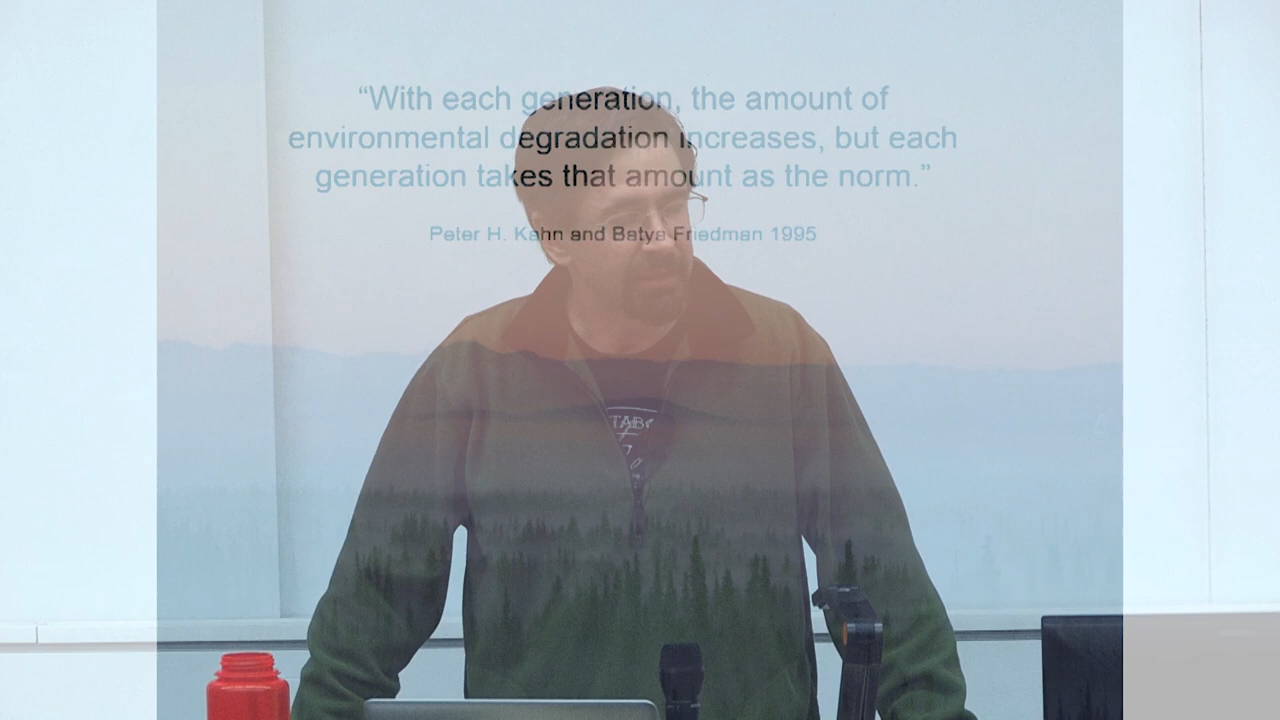 “With each generation, the amount of
environmental degradation increases, but each
generation takes that amount as the norm.”
Peter H. Kahn and Batya Friedman 1995